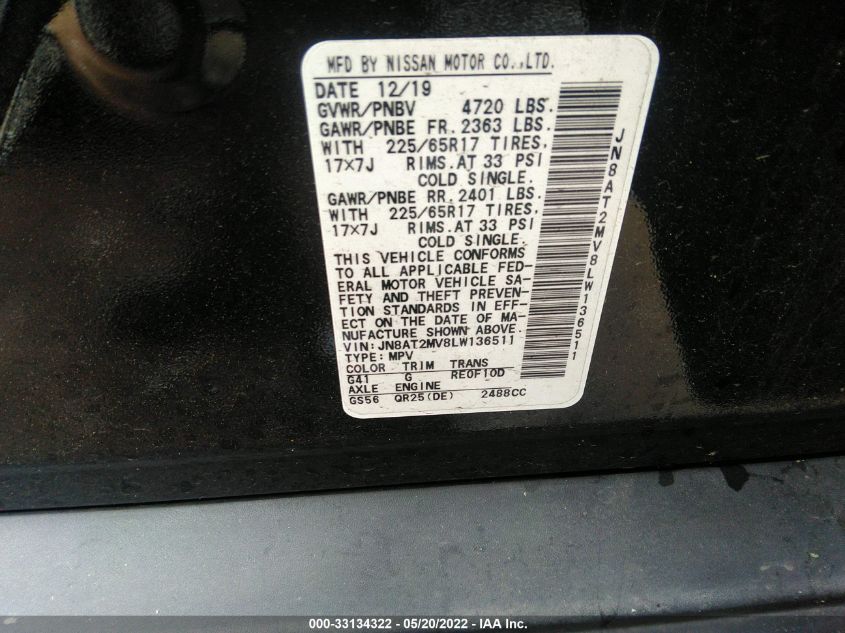 MFD BY NISSAN MOTOR CO.,LTD.
DATE 12/19
GVWR/PNBV 4720 LBS.
GAWR/PNBE FR. 2363 LBS.
WITH 225/65R17 TIRES,
17×7J RIMS. AT 33 PSI
COLD SINGLE.
GAWR/PNBE RR. 2401 LBS.
WITH 225/65R17 TIRES,
17×7J RIMS. AT 33 PSI
COLD SINGLE.
THIS VEHICLE CONFORMS
TO ALL APPLICABLE FED-
ERAL MOTOR VEHICLE SA-
FETY AND THEFT PREVEN-
TION STANDARDS IN EFF-
ECT ON THE DATE OF MA-
NUFACTURE SHOWN ABOVE.
VIN: JN8AT2MV8LW136511
TYPE: MPV
COLOR TRIM TRANS
G41 G RE0F10D
AXLE ENGINE
GS56 QR25(DE) 2488CC
JN8AT2MV8LW136511
000-33134322 • 05/20/2022 - IAA Inc.